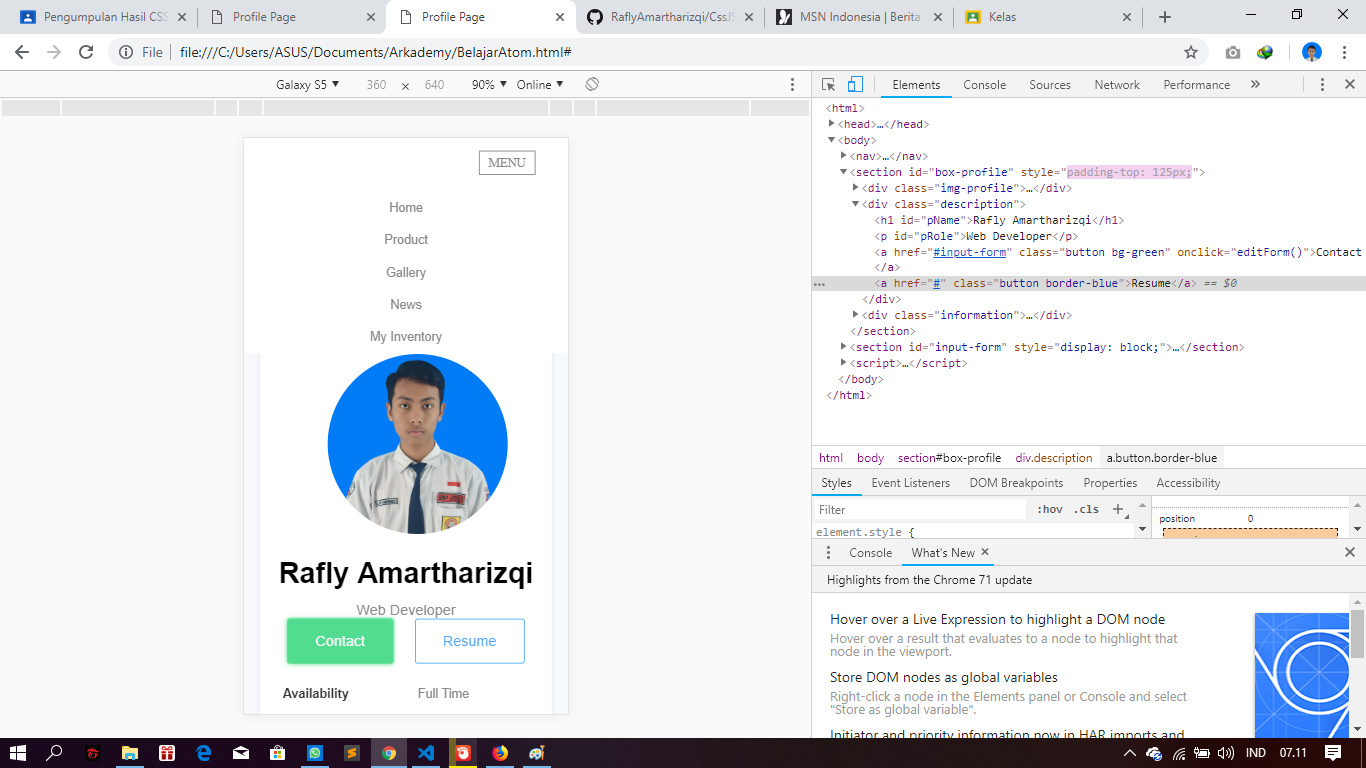 Pengumpulan Hasil CSS
Profile Page
Profile Page
RaflyAmartharizqi/CssJS
MSN Indonesia | Berita
Kelas
File
file:///C:/Users/ASUS/Documents/Arkademy/BelajarAtom.html#
Galaxy S5 ▼ 360 × 640 90% ▼ Online ▼
Elements Console Sources Network Performance »
<html>
<head>…</head>
<body>
<nav>…</nav>
<section id="box-profile" style="padding-top: 125px;">
<div class="img-profile">…</div>
<div class="description">
<h1 id="pName">Rafly Amartharizqi</h1>
<p id="pRole">Web Developer</p>
<a href="#input-form" class="button bg-green" onclick="editForm()">Contact
</a>
<a href="#" class="button border-blue">Resume</a> == $0
</div>
<div class="information">…</div>
</section>
<section id="input-form" style="display: block;">…</section>
<script>…</script>
</body>
</html>
html body section#box-profile div.description a.button.border-blue
Styles Event Listeners DOM Breakpoints Properties Accessibility
Filter :hov .cls +
element.style {
position 0
Console What's New ×
Highlights from the Chrome 71 update
Hover over a Live Expression to highlight a DOM node
Hover over a result that evaluates to a node to highlight that
node in the viewport.
Store DOM nodes as global variables
Right-click a node in the Elements panel or Console and select
"Store as global variable".
Initiator and priority information now in HAR imports and
MENU
Home
Product
Gallery
News
My Inventory
Rafly Amartharizqi
Web Developer
Contact Resume
Availability Full Time
IND 07.11